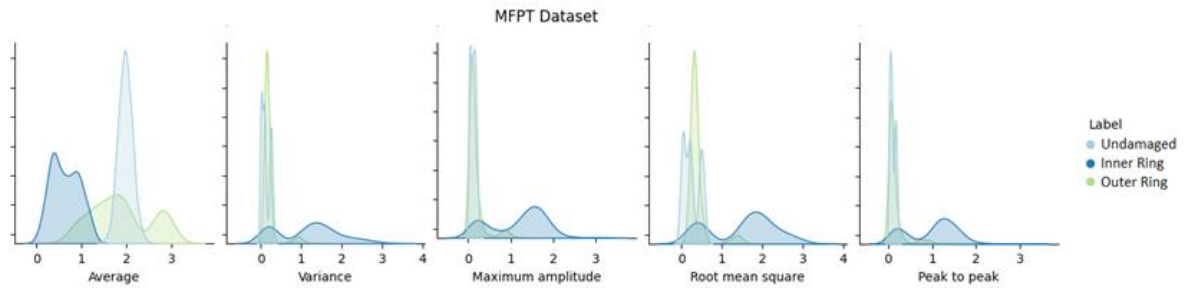 MFPT Dataset
0 1 2 3
Average
0 1 2 3 4
Variance
0 1 2 3
Maximum amplitude
0 1 2 3 4
Root mean square
0 1 2 3
Peak to peak
Label
Undamaged
Inner Ring
Outer Ring